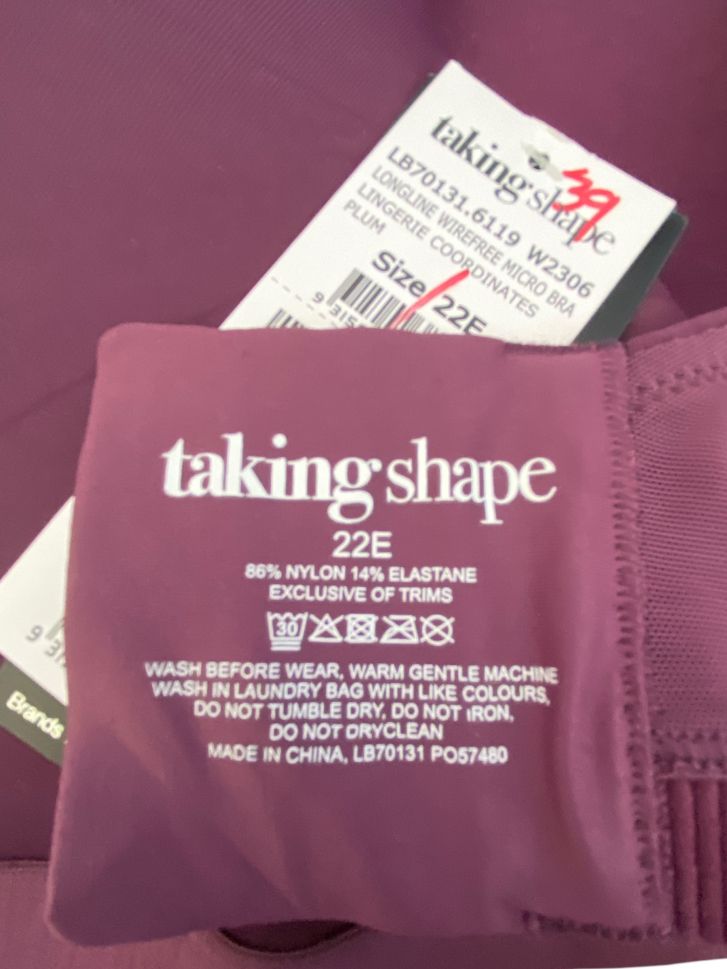 taking shape
39
LB70131.6119 W2306
LONGLINE WIREFREE MICRO BRA
LINGERIE COORDINATES
PLUM
Size 22E
9 315
taking shape
22E
86% NYLON 14% ELASTANE
EXCLUSIVE OF TRIMS
30
WASH BEFORE WEAR, WARM GENTLE MACHINE
WASH IN LAUNDRY BAG WITH LIKE COLOURS,
DO NOT TUMBLE DRY, DO NOT IRON,
DO NOT DRYCLEAN
MADE IN CHINA, LB70131 PO57480
Brands